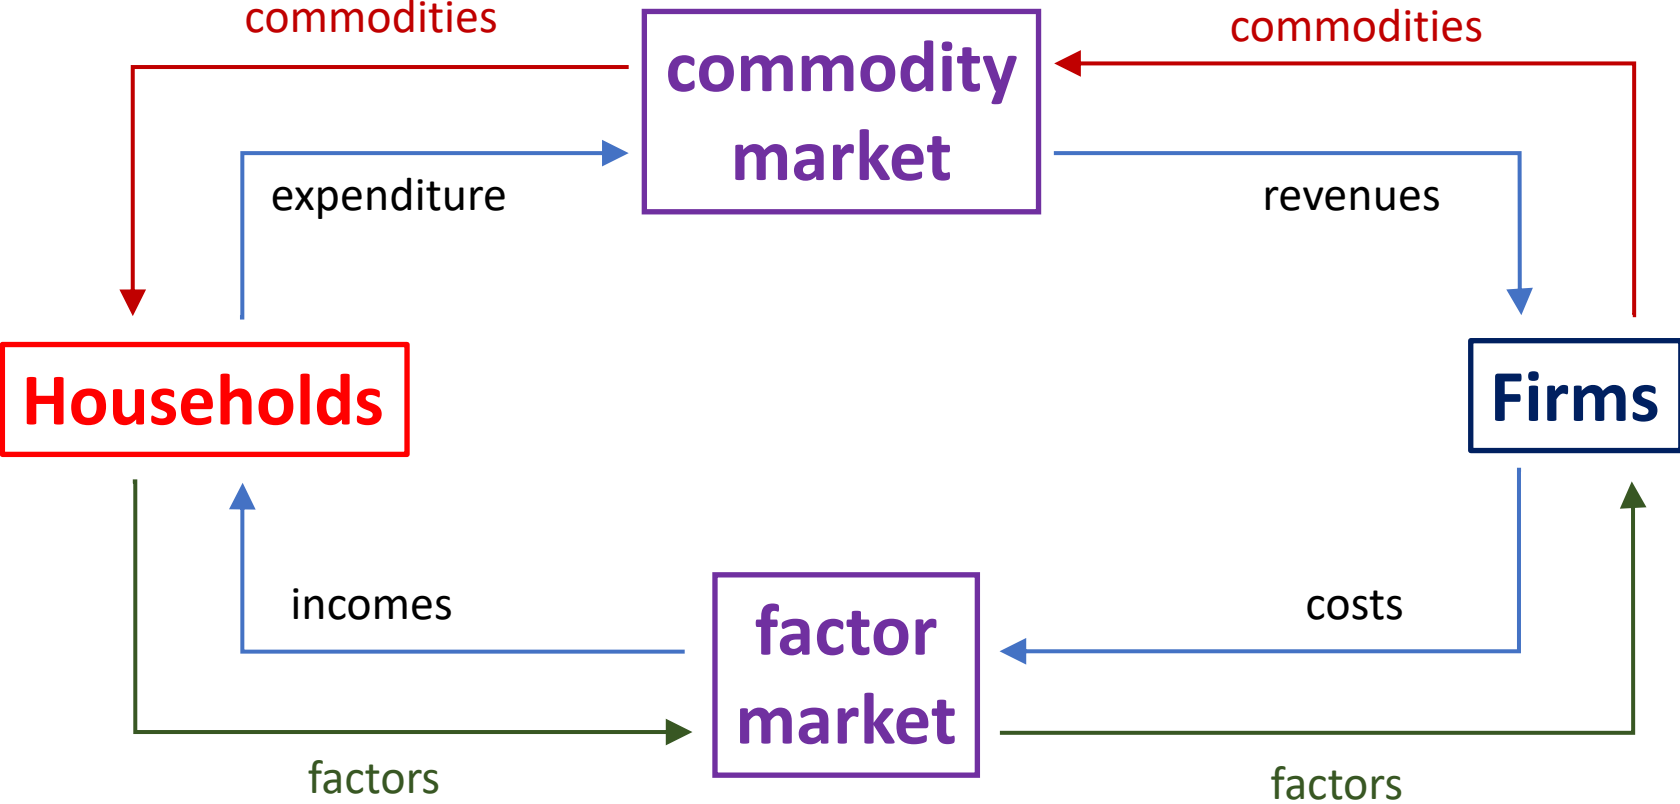 commodities
commodities
commodity
market
expenditure
revenues
Households
Firms
incomes
costs
factor
market
factors
factors